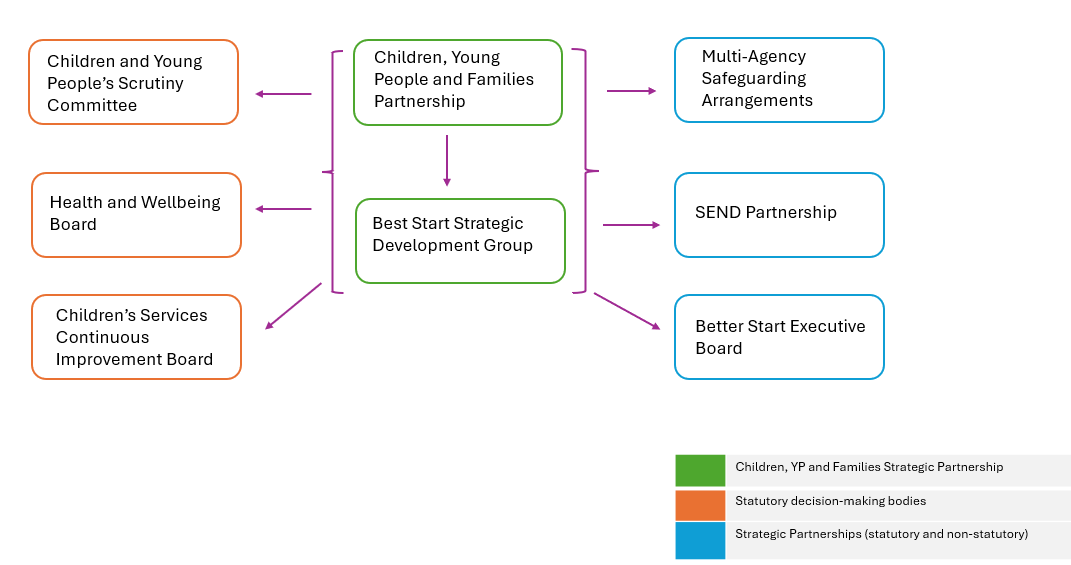 Children and Young
People’s Scrutiny
Committee
Children, Young
People and Families
Partnership
Multi-Agency
Safeguarding
Arrangements
Health and Wellbeing
Board
Best Start Strategic
Development Group
SEND Partnership
Children’s Services
Continuous
Improvement Board
Better Start Executive
Board
Children, YP and Families Strategic Partnership
Statutory decision-making bodies
Strategic Partnerships (statutory and non-statutory)